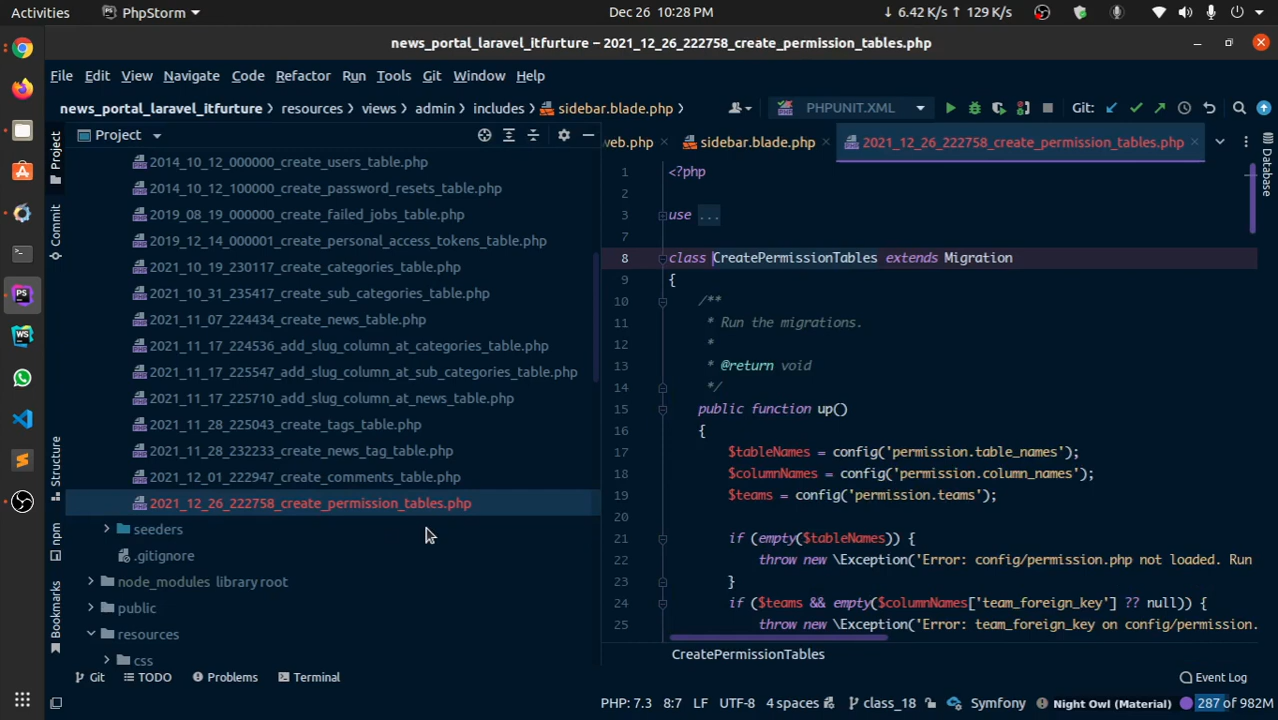 Activities PhpStorm Dec 26 10:28 PM ↓ 6.42 K/s ↑ 129 K/s
news_portal_laravel_itfurture – 2021_12_26_222758_create_permission_tables.php
File Edit View Navigate Code Refactor Run Tools Git Window Help
news_portal_laravel_itfurture resources views admin includes sidebar.blade.php PHPUNIT.XML Git:
Project
web.php sidebar.blade.php 2021_12_26_222758_create_permission_tables.php
Project
Commit
Structure
npm
Bookmarks
2014_10_12_000000_create_users_table.php
2014_10_12_100000_create_password_resets_table.php
2019_08_19_000000_create_failed_jobs_table.php
2019_12_14_000001_create_personal_access_tokens_table.php
2021_10_19_230117_create_categories_table.php
2021_10_31_235417_create_sub_categories_table.php
2021_11_07_224434_create_news_table.php
2021_11_17_224536_add_slug_column_at_categories_table.php
2021_11_17_225547_add_slug_column_at_sub_categories_table.php
2021_11_17_225710_add_slug_column_at_news_table.php
2021_11_28_225043_create_tags_table.php
2021_11_28_232233_create_news_tag_table.php
2021_12_01_222947_create_comments_table.php
2021_12_26_222758_create_permission_tables.php
seeders
.gitignore
node_modules library root
public
resources
css
1 <?php
2
3 use ...
7
8 class CreatePermissionTables extends Migration
9 {
10 /**
11 * Run the migrations.
12 *
13 * @return void
14 */
15 public function up()
16 {
17 $tableNames = config('permission.table_names');
18 $columnNames = config('permission.column_names');
19 $teams = config('permission.teams');
20
21 if (empty($tableNames)) {
22 throw new \Exception('Error: config/permission.php not loaded. Run
23 }
24 if ($teams && empty($columnNames['team_foreign_key'] ?? null)) {
25 throw new \Exception('Error: team_foreign_key on config/permission.
CreatePermissionTables
Database
Git TODO Problems Terminal Event Log
PHP: 7.3 8:7 LF UTF-8 4 spaces class_18 Symfony Night Owl (Material) 287 of 982M